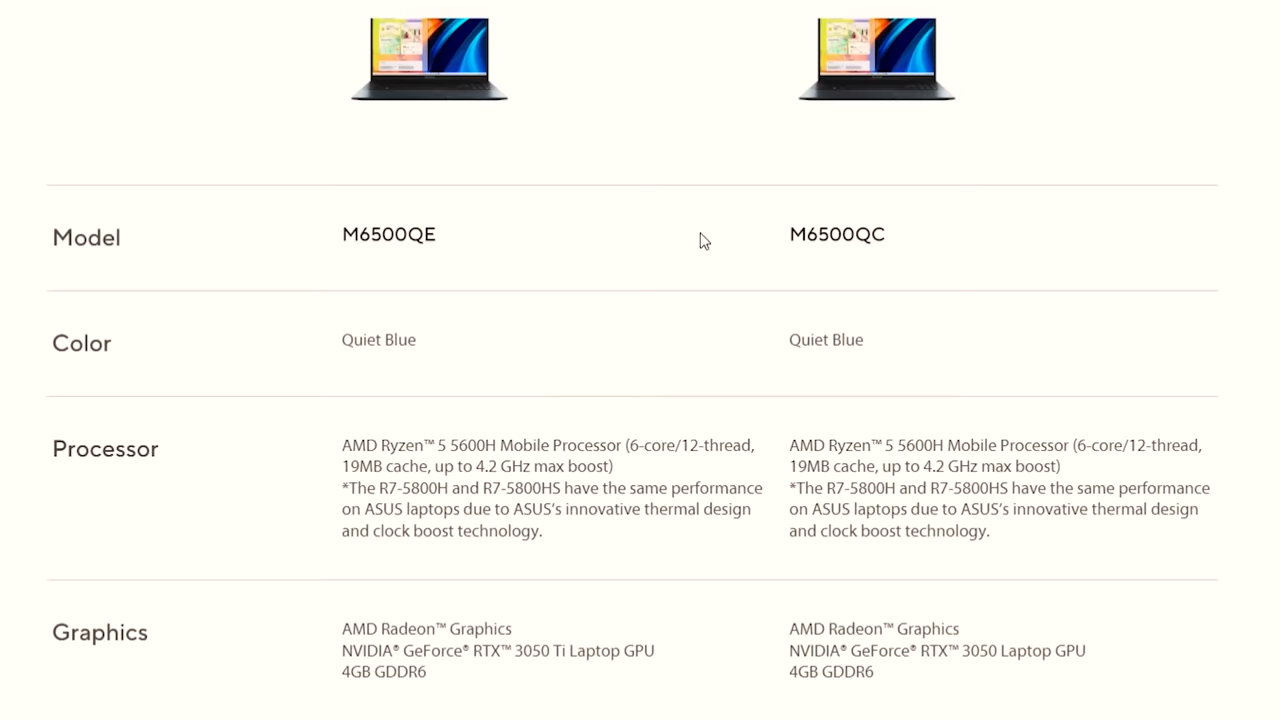 Model
M6500QE
M6500QC
Color
Quiet Blue
Quiet Blue
Processor
AMD Ryzen™ 5 5600H Mobile Processor (6-core/12-thread,
19MB cache, up to 4.2 GHz max boost)
*The R7-5800H and R7-5800HS have the same performance
on ASUS laptops due to ASUS’s innovative thermal design
and clock boost technology.
AMD Ryzen™ 5 5600H Mobile Processor (6-core/12-thread,
19MB cache, up to 4.2 GHz max boost)
*The R7-5800H and R7-5800HS have the same performance
on ASUS laptops due to ASUS’s innovative thermal design
and clock boost technology.
Graphics
AMD Radeon™ Graphics
NVIDIA® GeForce® RTX™ 3050 Ti Laptop GPU
4GB GDDR6
AMD Radeon™ Graphics
NVIDIA® GeForce® RTX™ 3050 Laptop GPU
4GB GDDR6